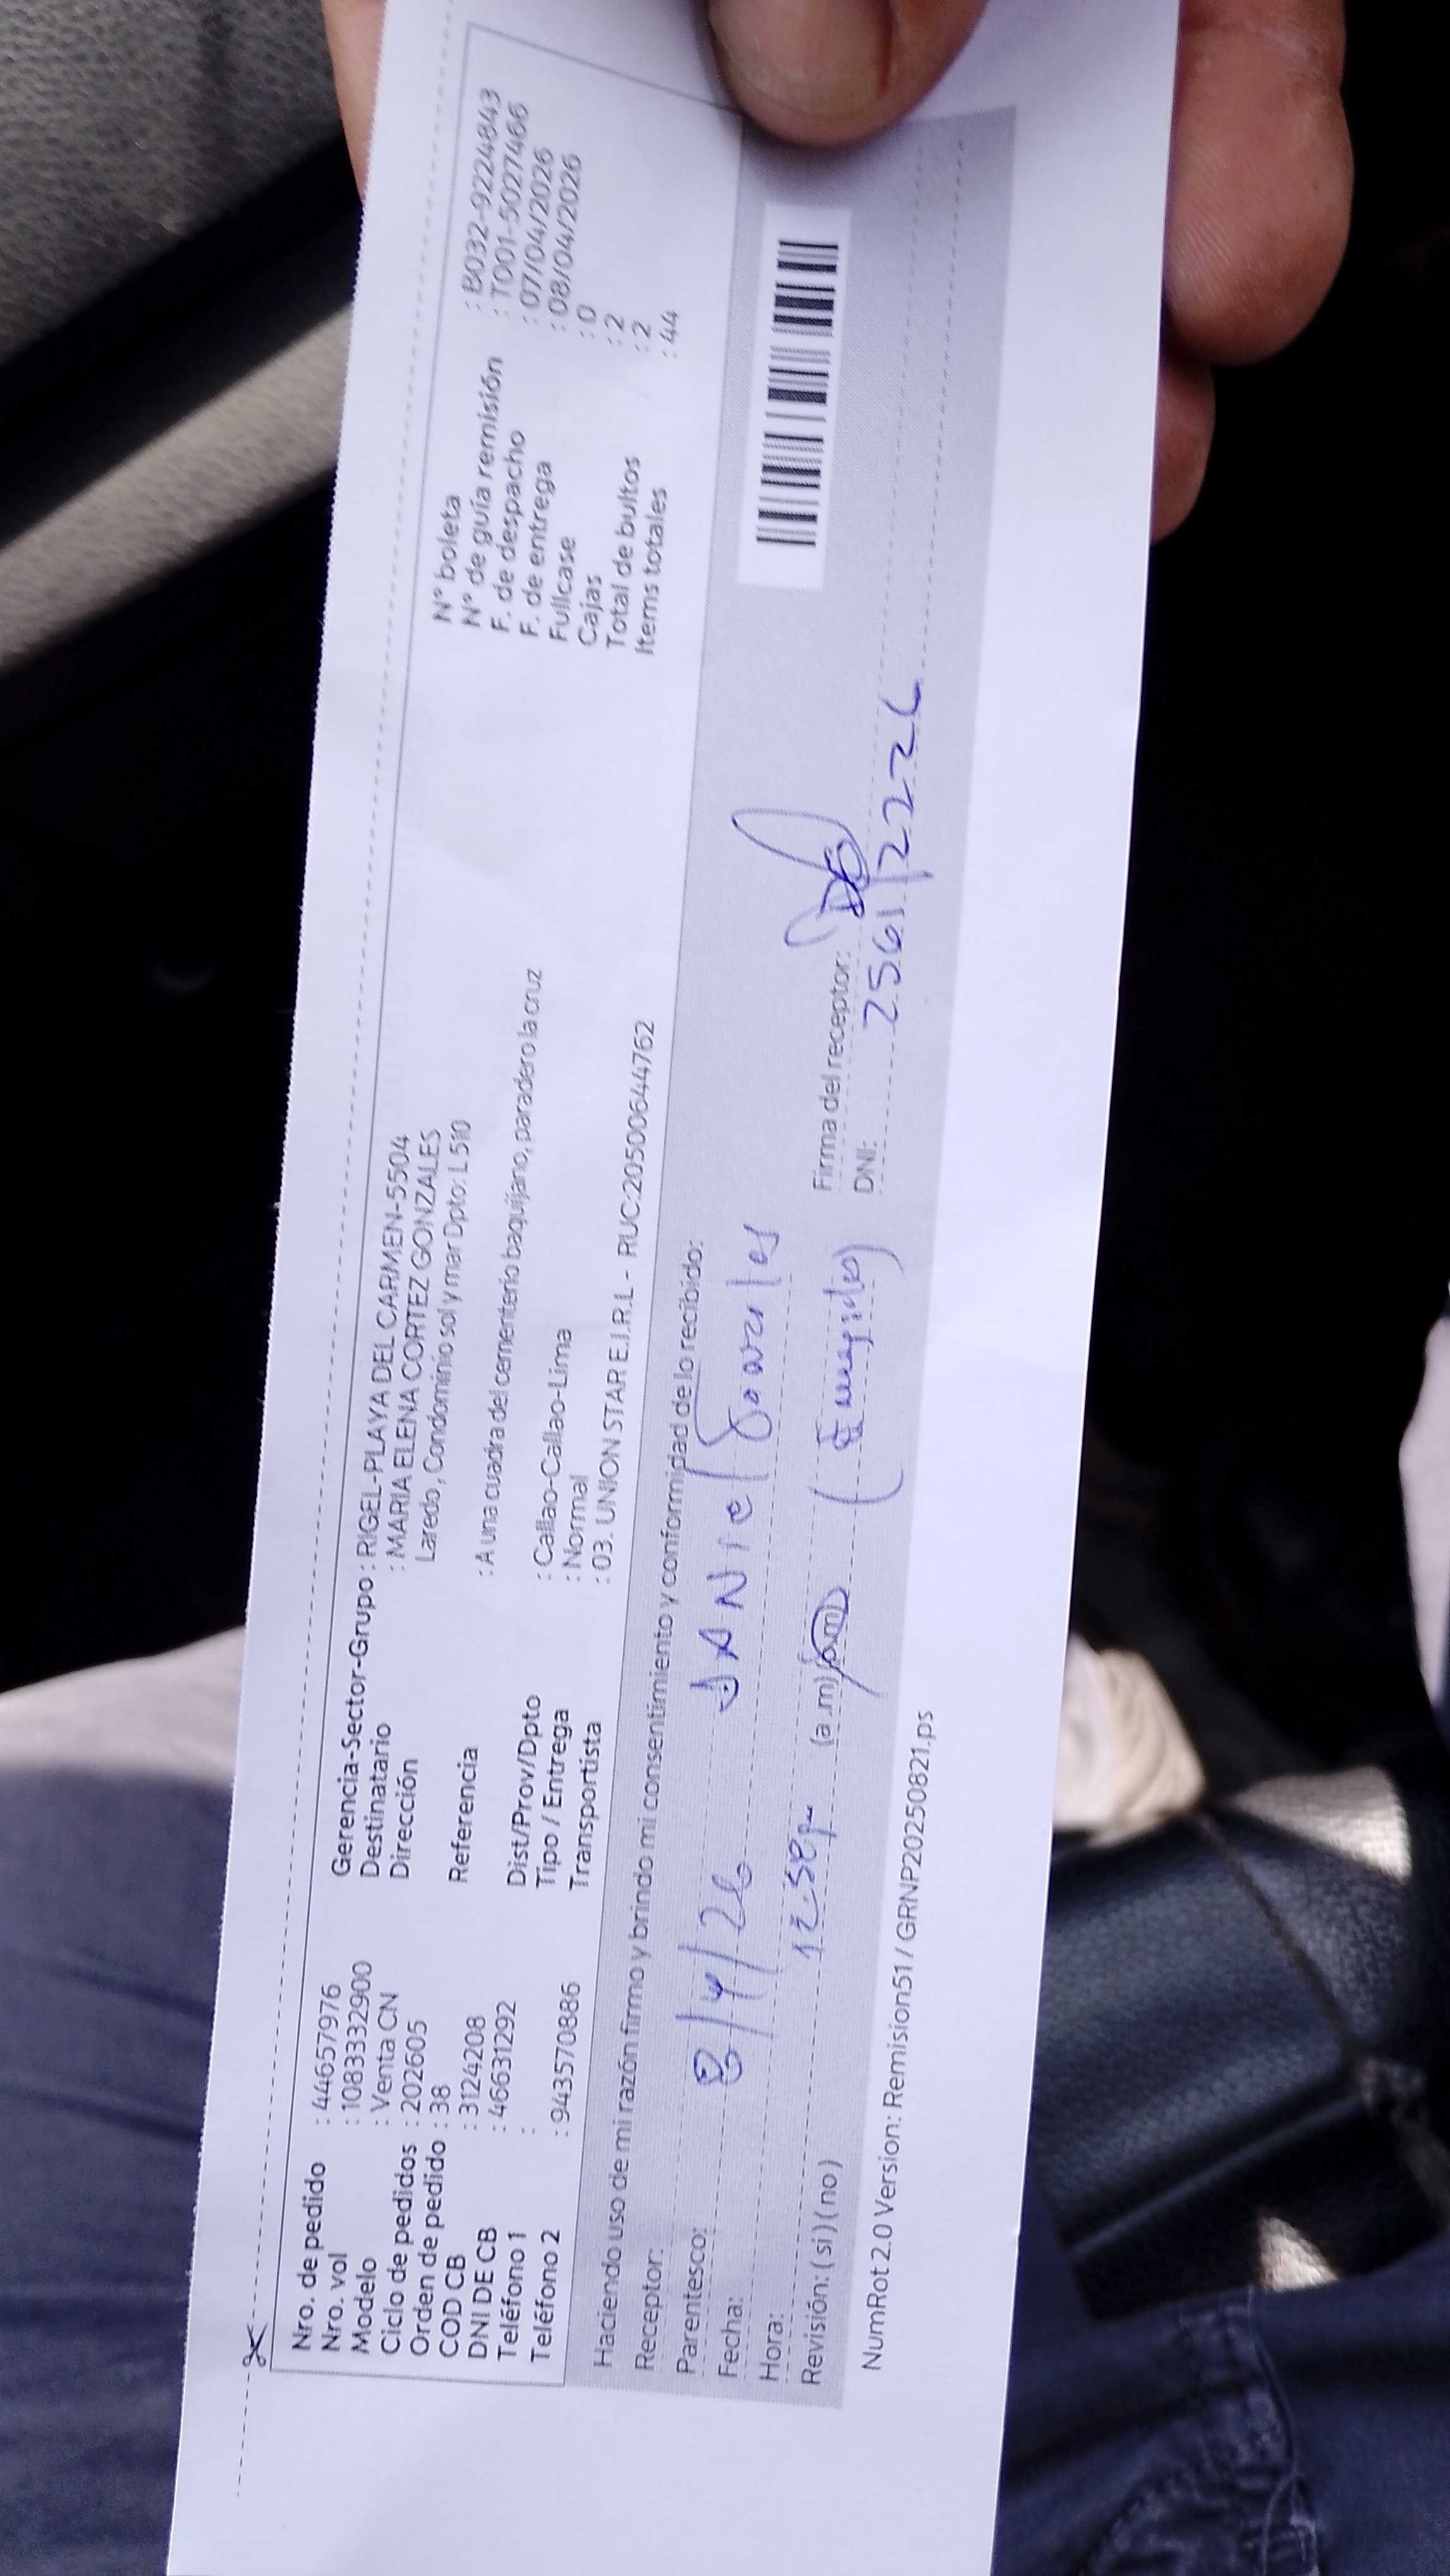 Nro. de pedido : 446657976
Nro. vol : 1083332900
Modelo : Venta CN
Ciclo de pedidos : 202605
Orden de pedido : 38
COD CB : 3124208
DNI DE CB : 46631292
Teléfono 1 :
Teléfono 2 : 943570886
Gerencia-Sector-Grupo : RIGEL-PLAYA DEL CARMEN-5504
Destinatario : MARIA ELENA CORTEZ GONZALES
Dirección Laredo , Condominio sol y mar Dpto: L 510
Referencia : A una cuadra del cementerio baquijano, paradero la cruz
Dist/Prov/Dpto : Callao-Callao-Lima
Tipo / Entrega : Normal
Transportista : 03. UNION STAR E.I.R.L - RUC:20500644762
N° boleta : B032-92244843
N° de guía remisión : T001-5027466
F. de despacho : 07/04/2026
F. de entrega : 08/04/2026
Fullcase : 0
Cajas : 2
Total de bultos : 2
Items totales : 44
Haciendo uso de mi razón firmo y brindo mi consentimiento y conformidad de lo recibido:
Receptor:
Parentesco:
Fecha: 8/4/26
Hora: (a.m)
Revisión: ( si ) ( no )
Firma del receptor:
DNI:
NumRot 2.0 Version: Remision51 / GRNP20250821.ps